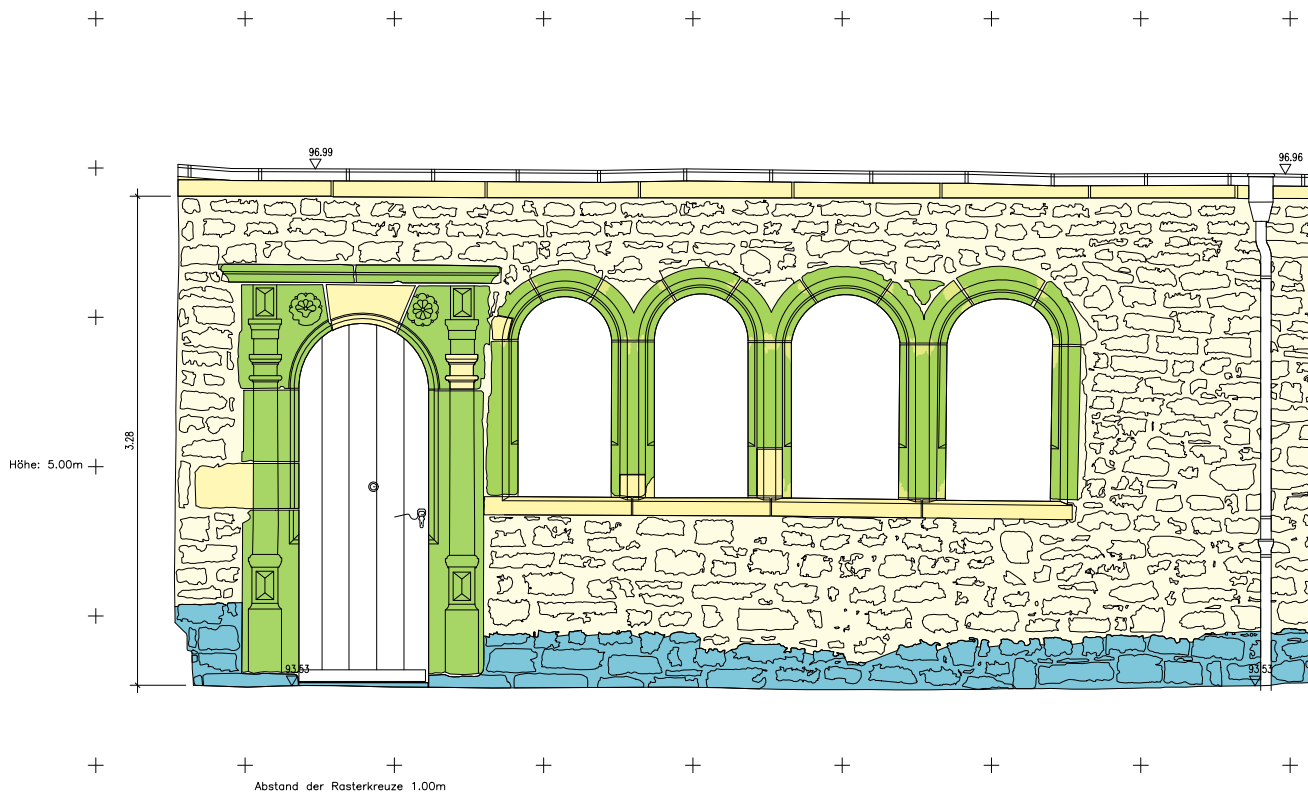 96.99
96.96
3.28
Höhe: 5.00m
93.53
93.53
Abstand der Rasterkreuze 1.00m